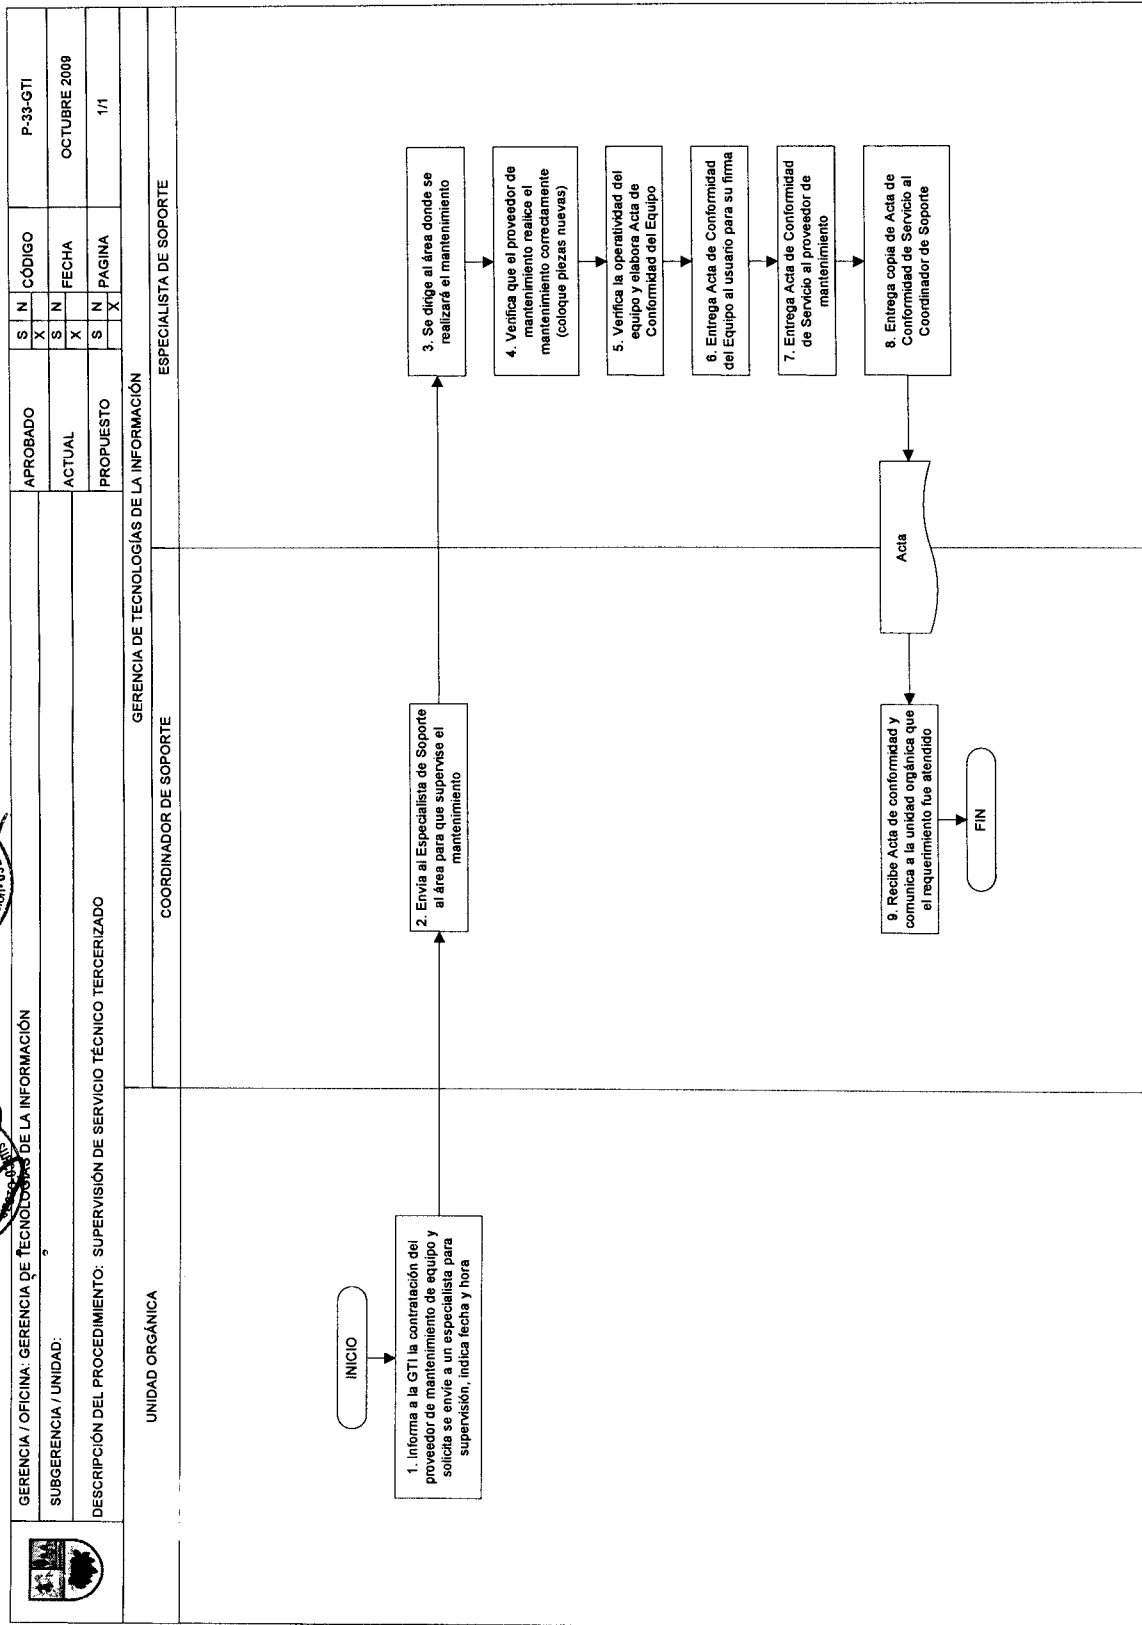 GERENCIA / OFICINA: GERENCIA DE TECNOLOGÍAS DE LA INFORMACIÓN
APROBADO
S N
X
CÓDIGO
P-33-GTI
SUBGERENCIA / UNIDAD:
ACTUAL
S N
X
FECHA
OCTUBRE 2009
DESCRIPCIÓN DEL PROCEDIMIENTO: SUPERVISIÓN DE SERVICIO TÉCNICO TERCERIZADO
PROPUESTO
S N
X
PAGINA
1/1
UNIDAD ORGÁNICA
GERENCIA DE TECNOLOGÍAS DE LA INFORMACIÓN
COORDINADOR DE SOPORTE
ESPECIALISTA DE SOPORTE
INICIO
1. Informa a la GTI la contratación del
proveedor de mantenimiento de equipo y
solicita se envíe a un especialista para
supervisión, indica fecha y hora
2. Envia al Especialista de Soporte
al área para que supervise el
mantenimiento
3. Se dirige al área donde se
realizará el mantenimiento
4. Verifica que el proveedor de
mantenimiento realice el
mantenimiento correctamente
(coloque piezas nuevas)
5. Verifica la operatividad del
equipo y elabora Acta de
Conformidad del Equipo
6. Entrega Acta de Conformidad
del Equipo al usuario para su firma
7. Entrega Acta de Conformidad
de Servicio al proveedor de
mantenimiento
8. Entrega copia de Acta de
Conformidad de Servicio al
Coordinador de Soporte
Acta
9. Recibe Acta de conformidad y
comunica a la unidad orgánica que
el requerimiento fue atendido
FIN